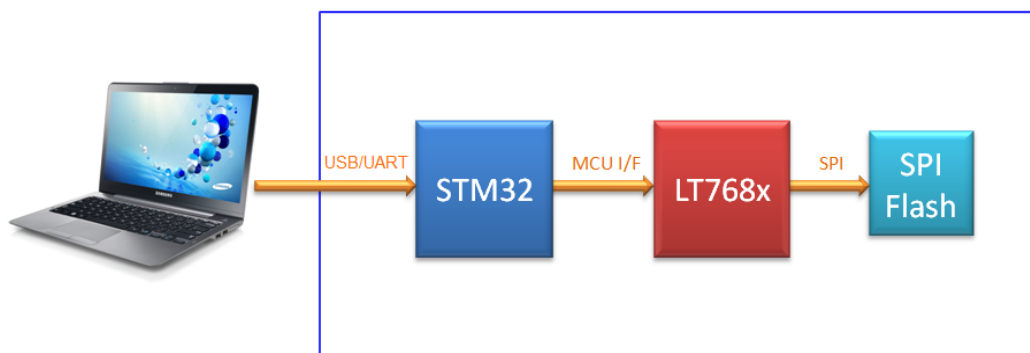 USB/UART
STM32
MCU I/F
LT768x
SPI
SPI
Flash
SAMSUNG